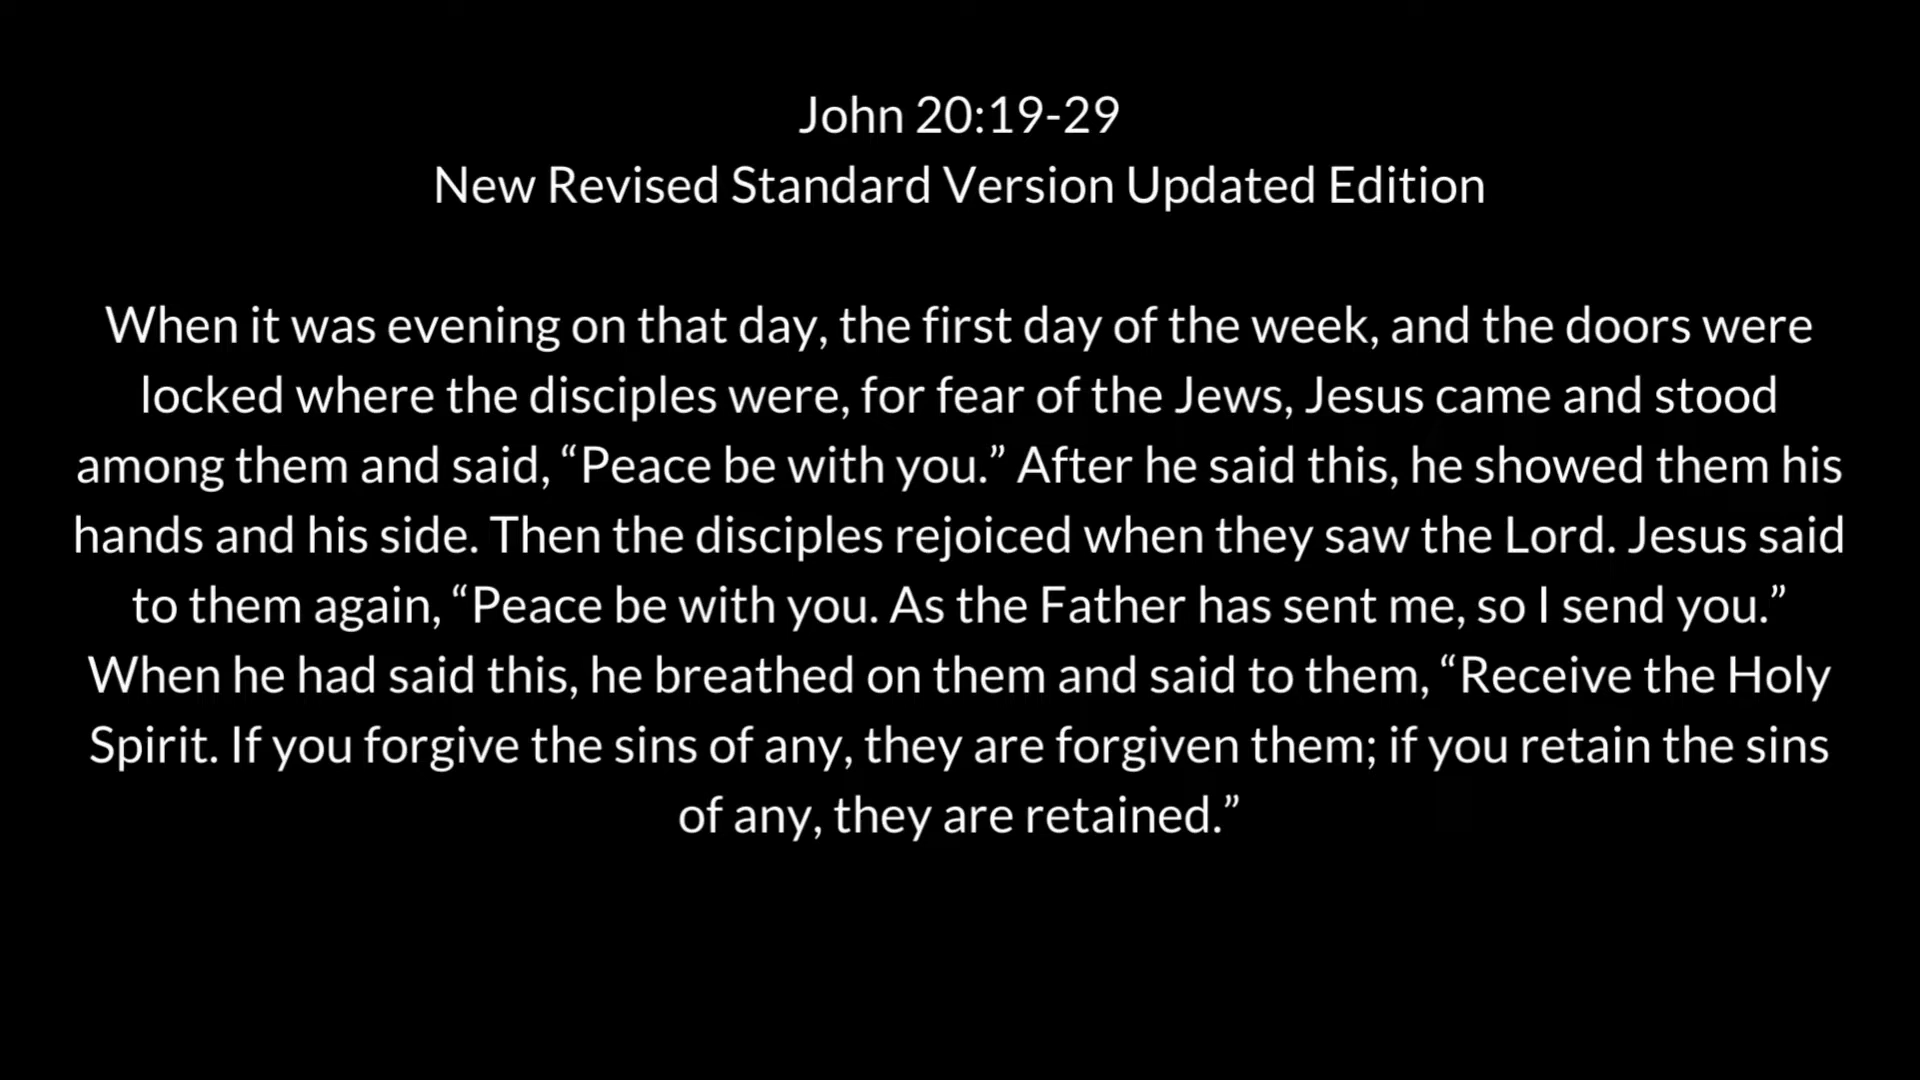 John 20:19-29
New Revised Standard Version Updated Edition
When it was evening on that day, the first day of the week, and the doors were
locked where the disciples were, for fear of the Jews, Jesus came and stood
among them and said, “Peace be with you.” After he said this, he showed them his
hands and his side. Then the disciples rejoiced when they saw the Lord. Jesus said
to them again, “Peace be with you. As the Father has sent me, so I send you.”
When he had said this, he breathed on them and said to them, “Receive the Holy
Spirit. If you forgive the sins of any, they are forgiven them; if you retain the sins
of any, they are retained.”